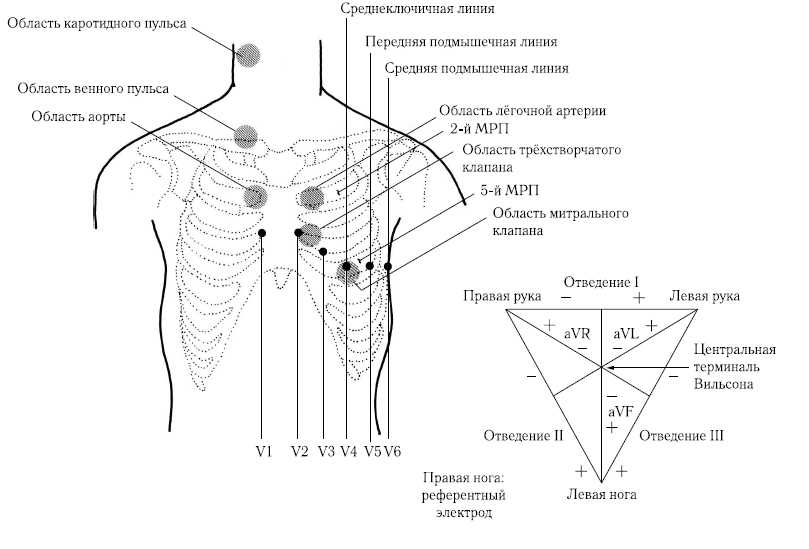 Среднеключичная линия
Область каротидного пульса
Передняя подмышечная линия
Средняя подмышечная линия
Область венного пульса
Область аорты
Область лёгочной артерии
2-й МРП
Область трёхстворчатого
клапана
5-й МРП
Область митрального
клапана
V1 V2 V3 V4 V5 V6
Отведение I
Правая рука − + Левая рука
+ aVR aVL +
− −
Центральная
терминаль
Вильсона
− −
−
aVF
+
Отведение II Отведение III
+ +
Левая нога
Правая нога:
референтный
электрод